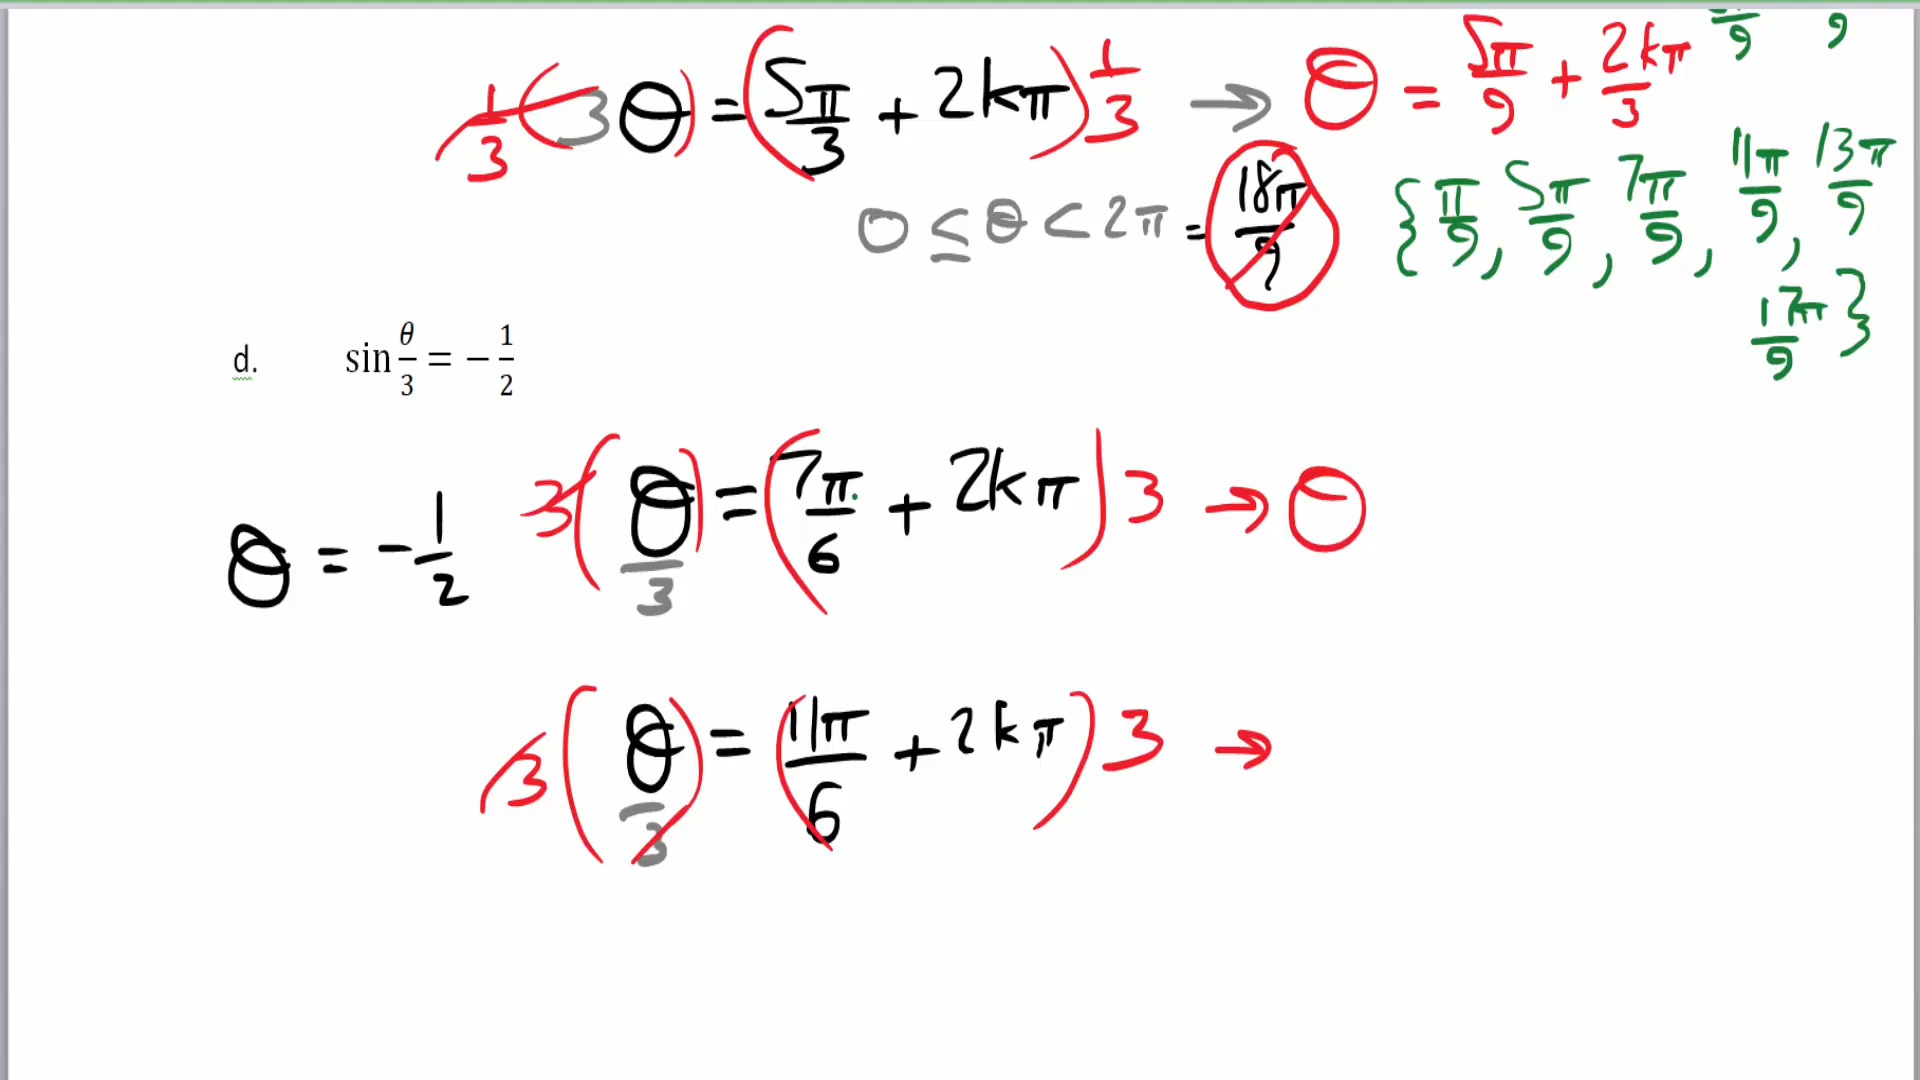 1/3 (3θ) = (5π/3 + 2kπ) 1/3 → θ = 5π/9 + 2kπ/3
9 9
0 ≤ θ < 2π = 18π/9
{π/9, 5π/9, 7π/9, 11π/9, 13π/9
17π/9}
d. sin θ/3 = − 1/2
θ = − 1/2
3(θ/3) = (7π/6 + 2kπ)3 → θ
3(θ/3) = (11π/6 + 2kπ)3 →